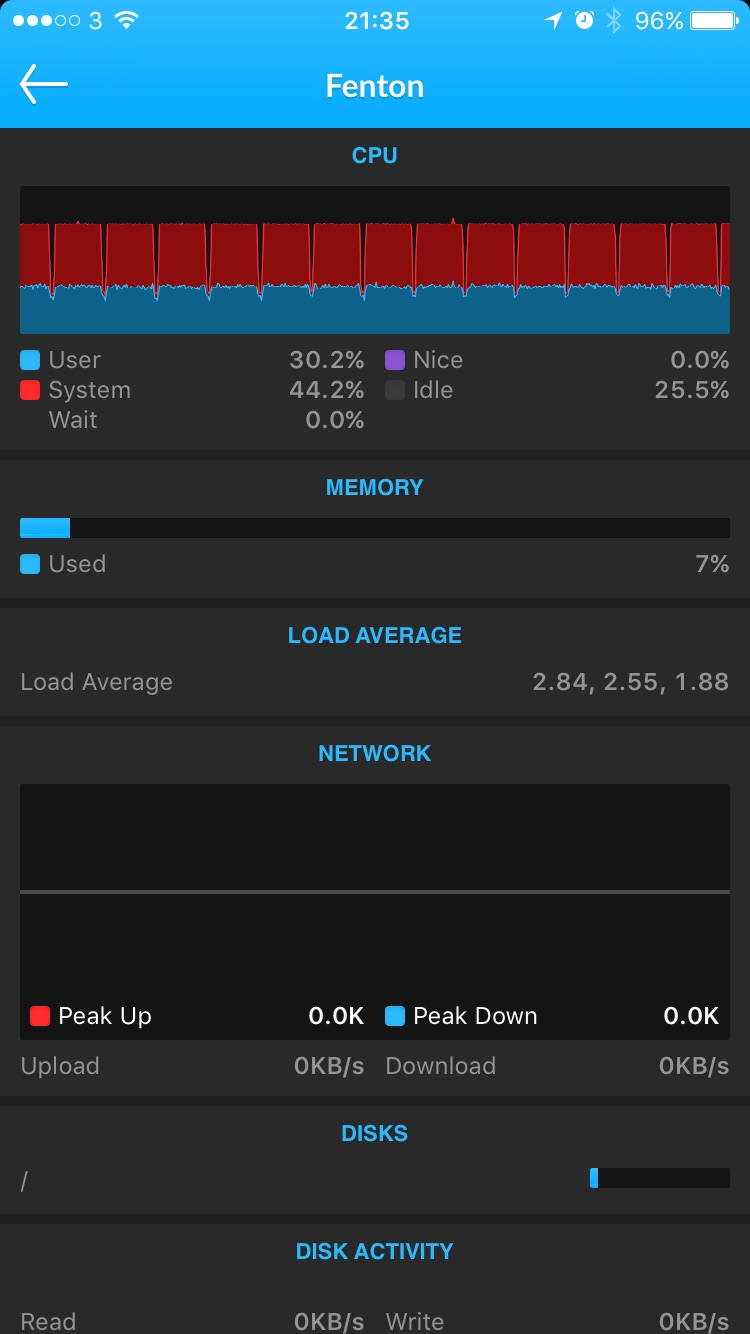 3 21:35 96%
Fenton
CPU
User 30.2% Nice 0.0%
System 44.2% Idle 25.5%
Wait 0.0%
MEMORY
Used 7%
LOAD AVERAGE
Load Average 2.84, 2.55, 1.88
NETWORK
Peak Up 0.0K Peak Down 0.0K
Upload 0KB/s Download 0KB/s
DISKS
/
DISK ACTIVITY
Read 0KB/s Write 0KB/s